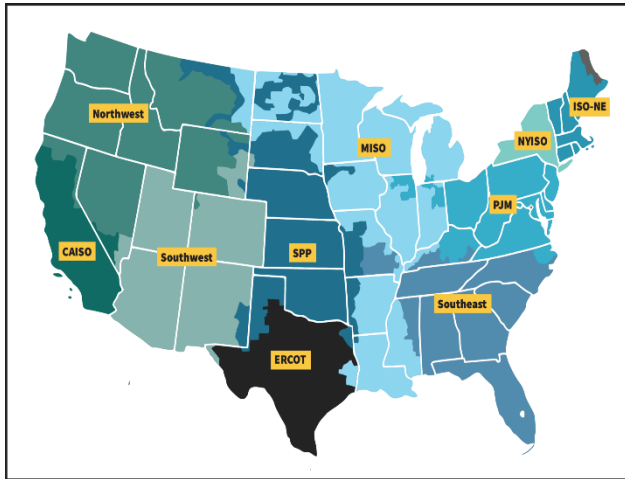 ISO-NE
Northwest
NYISO
MISO
PJM
CAISO
Southwest
SPP
Southeast
ERCOT